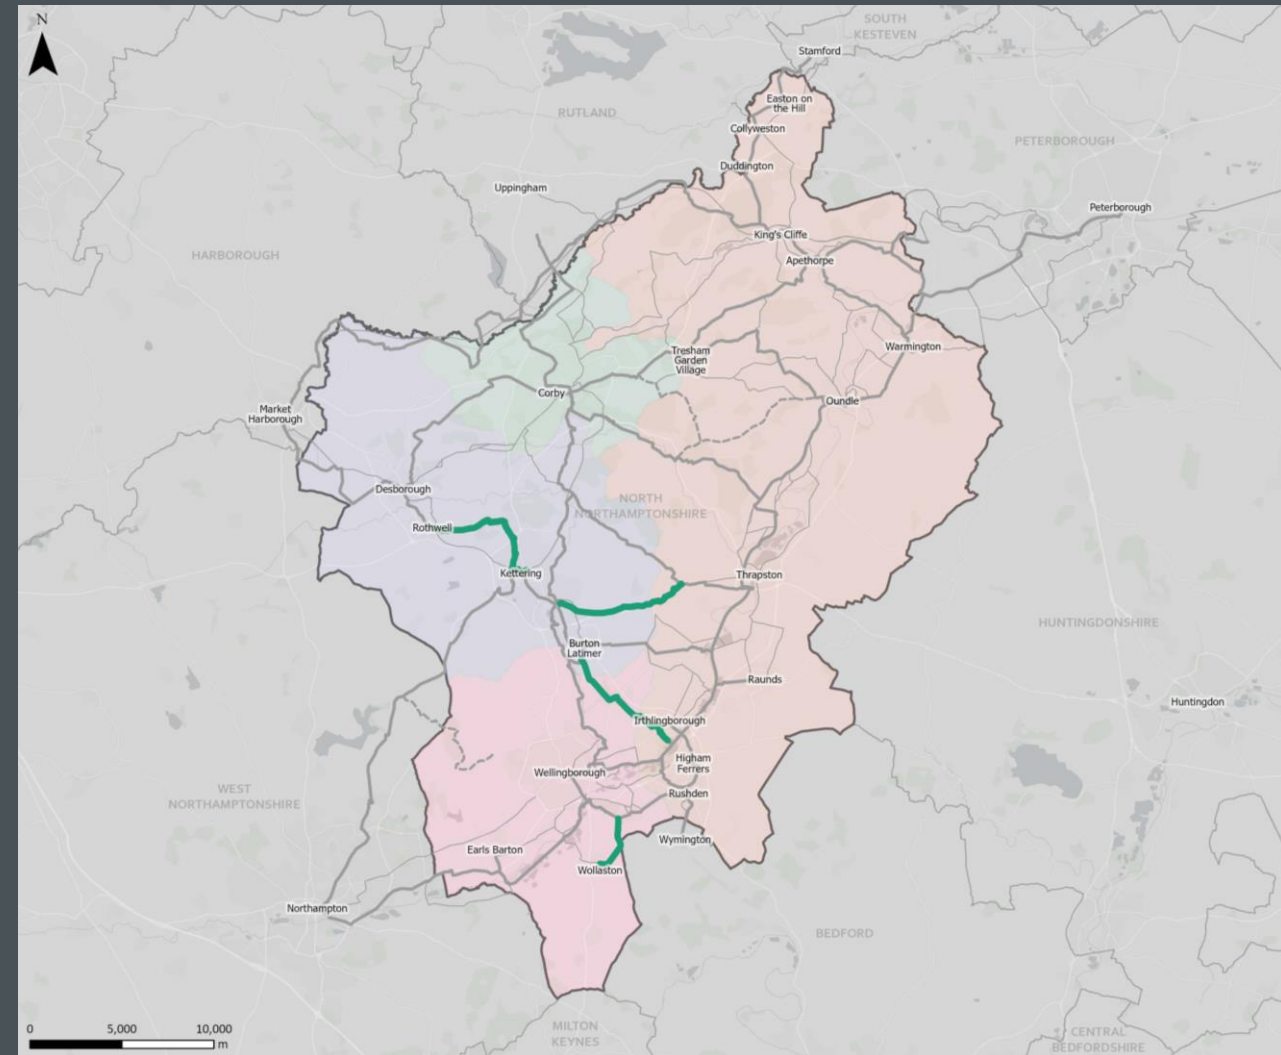 N
SOUTH
KESTEVEN
Stamford
Easton on
the Hill
RUTLAND
Collyweston
PETERBOROUGH
Duddington
Uppingham
Peterborough
King's Cliffe
HARBOROUGH
Apethorpe
Warmington
Tresham
Garden
Village
Corby
Oundle
Market
Harborough
Desborough
NORTH
NORTHAMPTONSHIRE
Rothwell
Kettering
Thrapston
HUNTINGDONSHIRE
Burton
Latimer
Raunds
Huntingdon
Irthlingborough
Higham
Ferrers
Wellingborough
WEST
NORTHAMPTONSHIRE
Rushden
Wymington
Earls Barton
Wollaston
Northampton
BEDFORD
MILTON
KEYNES
CENTRAL
BEDFORDSHIRE
0 5,000 10,000
m